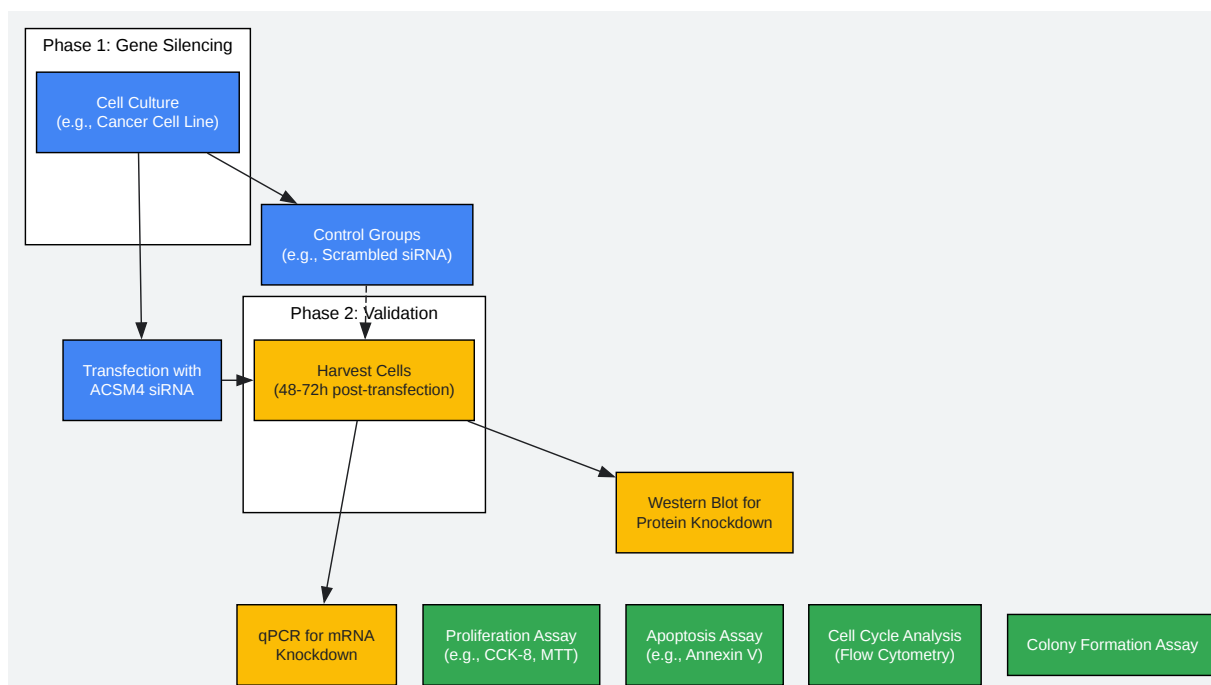 Phase 1: Gene Silencing
Cell Culture
(e.g., Cancer Cell Line)
Control Groups
(e.g., Scrambled siRNA)
Phase 2: Validation
Transfection with
ACSM4 siRNA
Harvest Cells
(48-72h post-transfection)
Western Blot for
Protein Knockdown
qPCR for mRNA
Knockdown
Proliferation Assay
(e.g., CCK-8, MTT)
Apoptosis Assay
(e.g., Annexin V)
Cell Cycle Analysis
(Flow Cytometry)
Colony Formation Assay